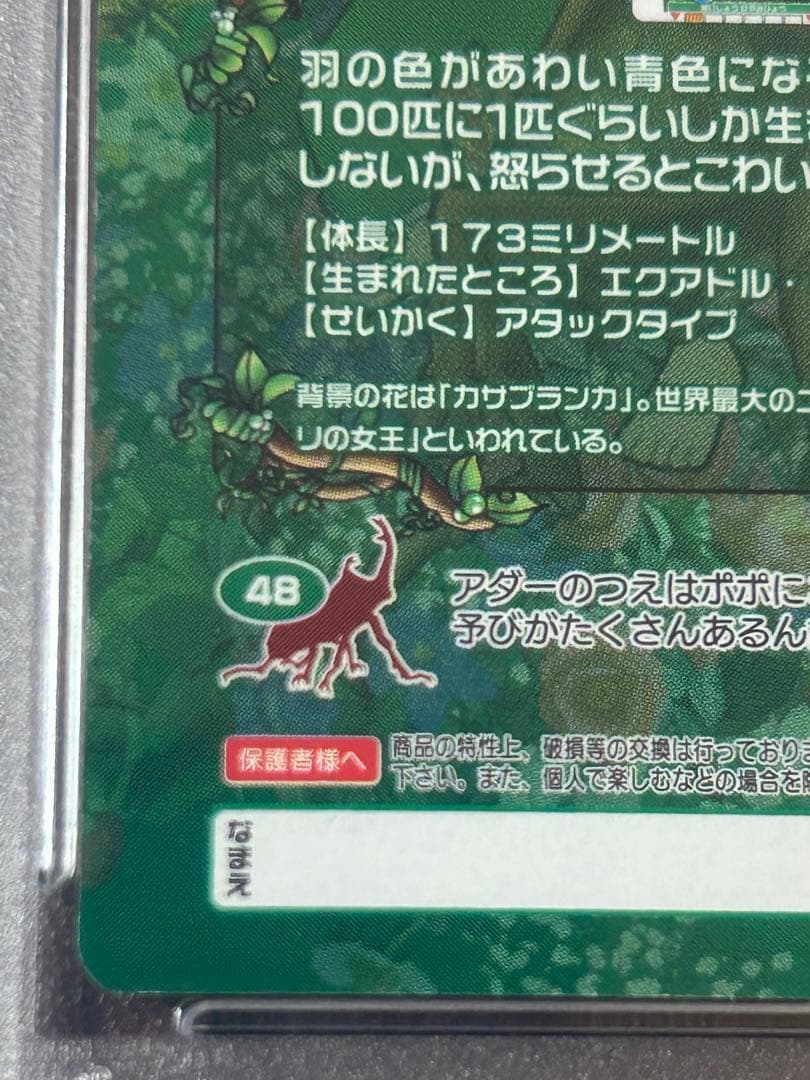 羽の色があわい青色にな
100匹に1匹ぐらいしか生
しないが、怒らせるとこわい
【体長】173ミリメートル
【生まれたところ】エクアドル・
【せいかく】アタックタイプ
背景の花は「カサブランカ」。世界最大の
リの女王」といわれている。
48
アダーのつえはポポに
予びがたくさんあるん
保護者様へ
商品の特性上、破損等の交換は行っており
下さい。また、個人で楽しむなどの場合を
なまえ